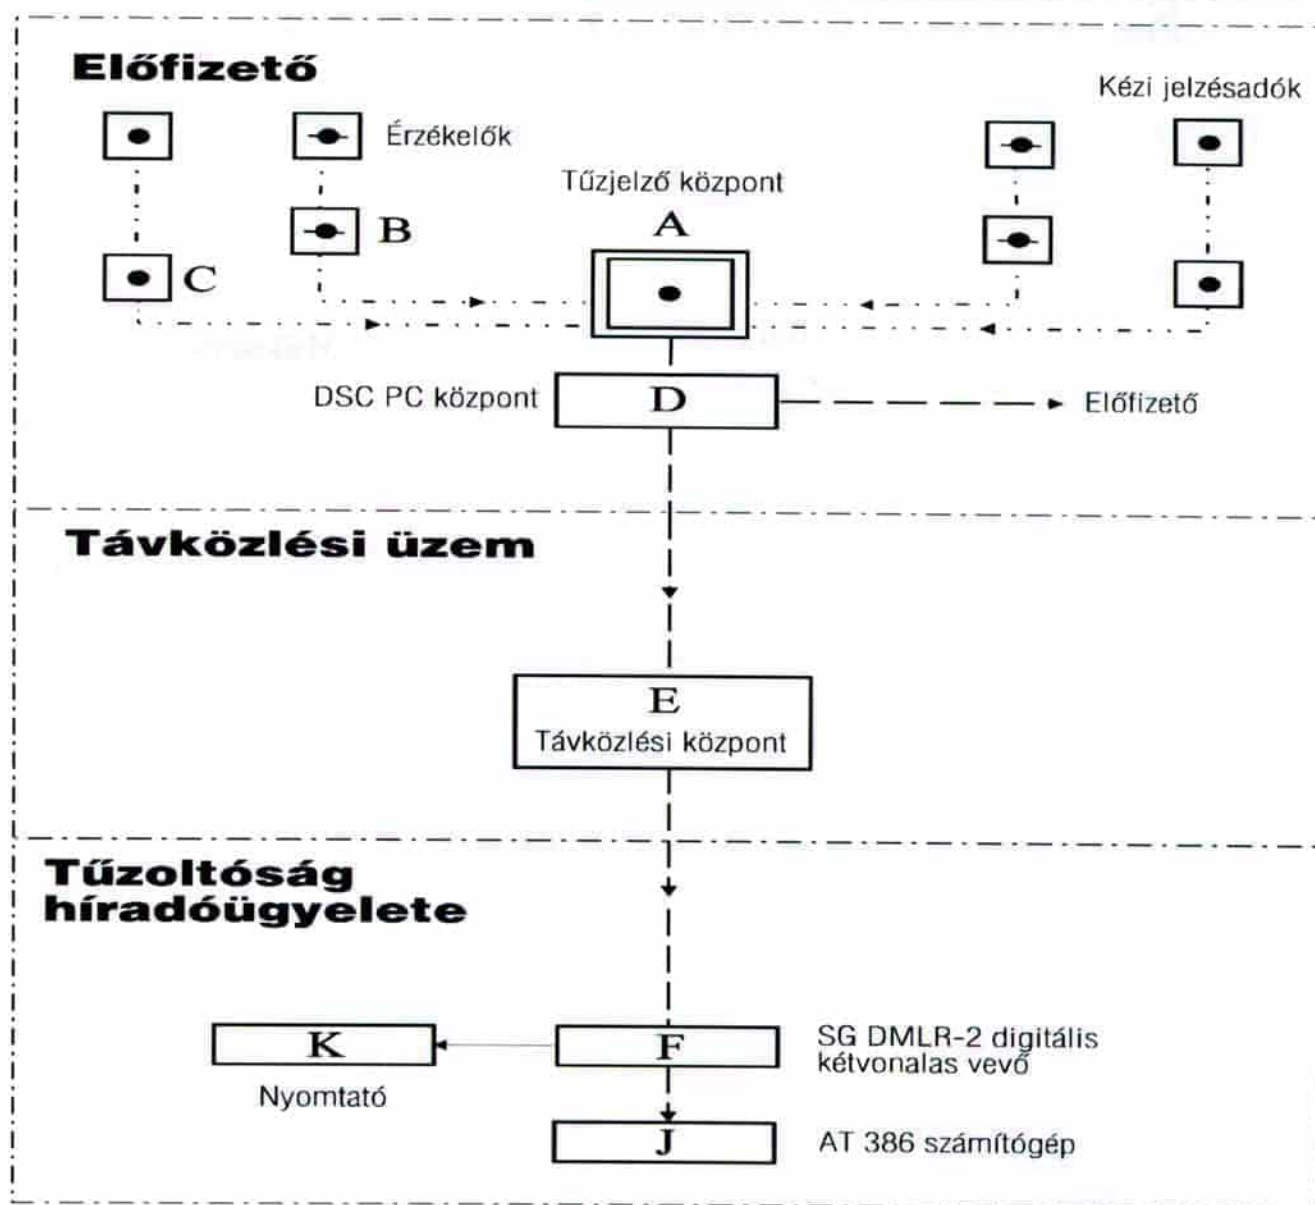 Előfizető
Kézi jelzésadók
Érzékelők
Tűzjelző központ
A
B
C
DSC PC központ
D
Előfizető
Távközlési üzem
E
Távközlési központ
Tűzoltóság
híradóügyelete
K
F
SG DMLR-2 digitális
kétvonalas vevő
Nyomtató
J
AT 386 számítógép